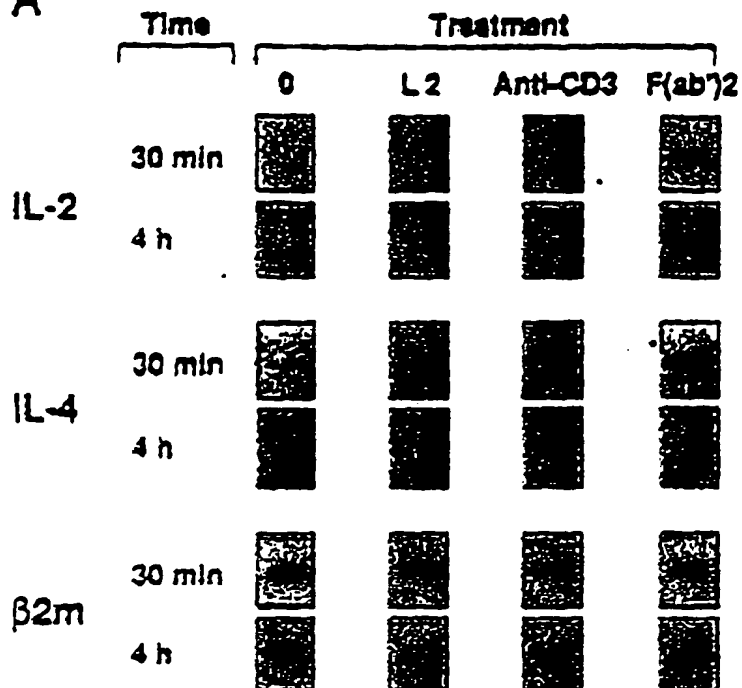 A
Time Treatment
0 L2 Anti-CD3 F(ab')2
IL-2
30 min
4 h
IL-4
30 min
4 h
β2m
30 min
4 h